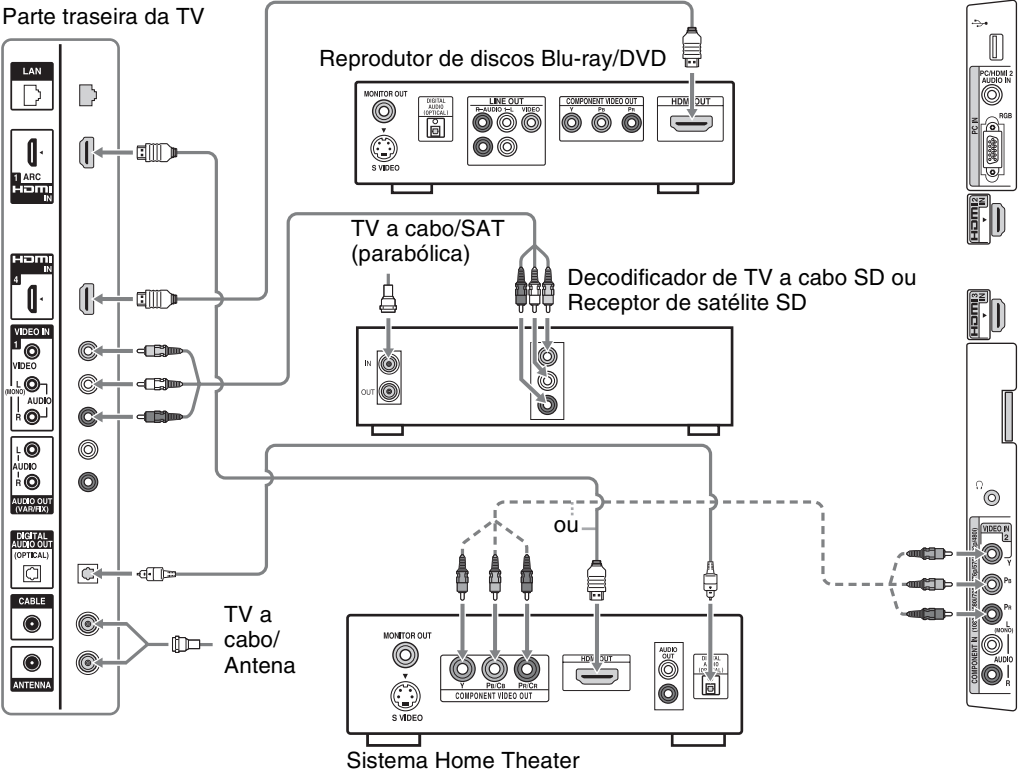 Parte traseira da TV
LAN
1 ARC
HDMI
IN
HDMI
IN
4
VIDEO IN
1
VIDEO
L
(MONO)
AUDIO
R
L
AUDIO
R
AUDIO OUT
(VAR/FIX)
DIGITAL
AUDIO OUT
(OPTICAL)
CABLE
ANTENNA
TV a
cabo/
Antena
Reprodutor de discos Blu-ray/DVD
MONITOR OUT
S VIDEO
DIGITAL
AUDIO
(OPTICAL)
LINE OUT
R-AUDIO-L VIDEO
COMPONENT VIDEO OUT
Y PB PR
HDMI OUT
TV a cabo/SAT
(parabólica)
Decodificador de TV a cabo SD ou
Receptor de satélite SD
IN
OUT
ou
MONITOR OUT
S VIDEO
Y PB/CB PR/CR
COMPONENT VIDEO OUT
HDMI OUT
AUDIO
OUT
DIGITAL
AUDIO
(OPTICAL)
Sistema Home Theater
PC/HDMI 2
AUDIO IN
RGB
PC IN
HDMI 2
IN
HDMI 3
IN
VIDEO IN
2
Y
PB
PR
L
(MONO)
AUDIO
R
COMPONENT IN